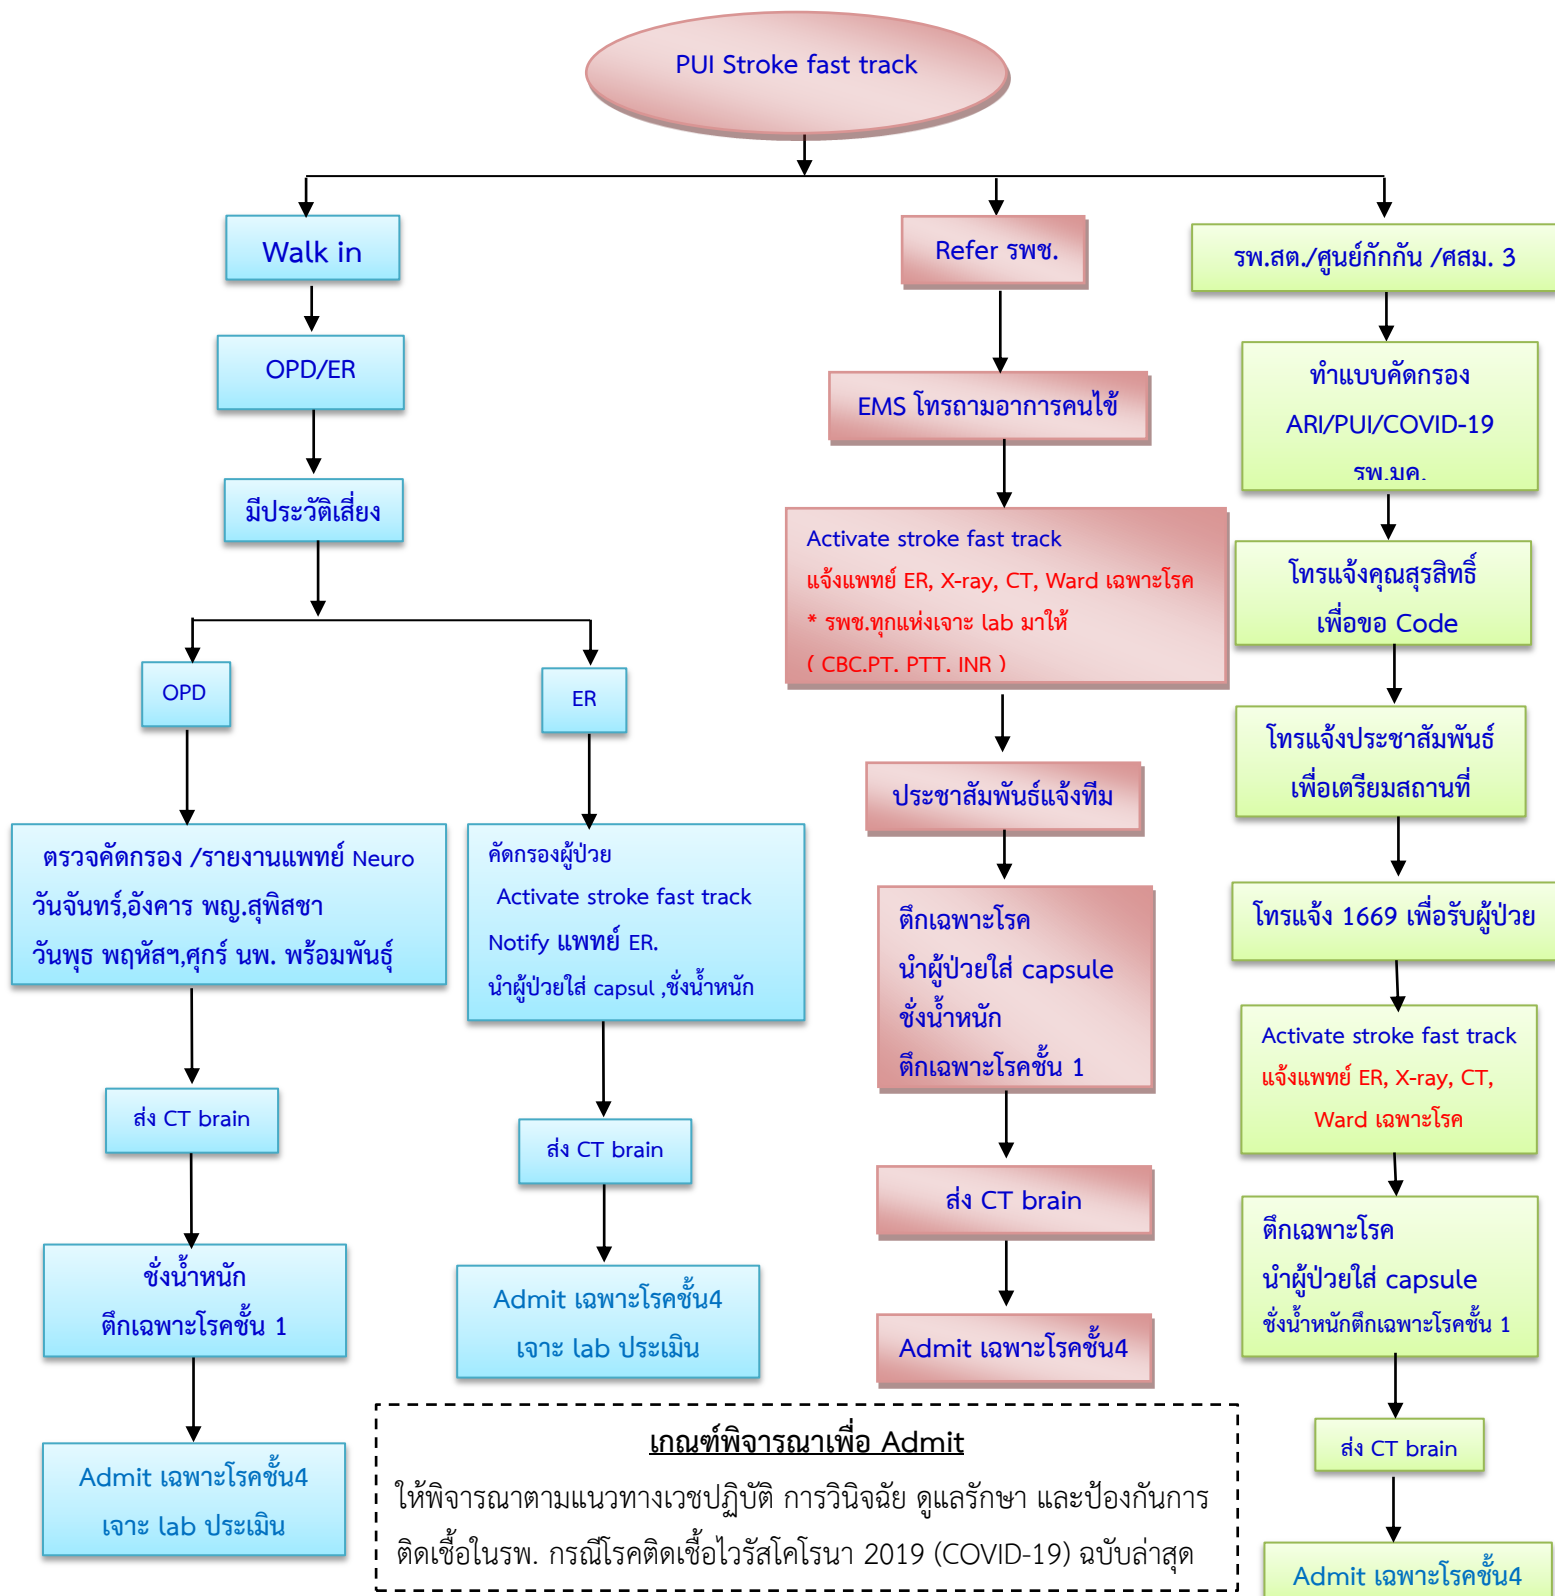 PUI Stroke fast track
Walk in
OPD/ER
มีประวัติเสี่ยง
OPD
ตรวจคัดกรอง /รายงานแพทย์ Neuro
วันจันทร์,อังคาร พญ.สุพิสชา
วันพุธ พฤหัสฯ,ศุกร์ นพ. พร้อมพันธุ์
ส่ง CT brain
ชั่งน้ำหนัก
ตึกเฉพาะโรคชั้น 1
Admit เฉพาะโรคชั้น4
เจาะ lab ประเมิน
ER
คัดกรองผู้ป่วย
Activate stroke fast track
Notify แพทย์ ER.
นำผู้ป่วยใส่ capsul ,ชั่งน้ำหนัก
ส่ง CT brain
Admit เฉพาะโรคชั้น4
เจาะ lab ประเมิน
Refer รพช.
EMS โทรถามอาการคนไข้
Activate stroke fast track
แจ้งแพทย์ ER, X-ray, CT, Ward เฉพาะโรค
* รพช.ทุกแห่งเจาะ lab มาให้
( CBC.PT. PTT. INR )
ประชาสัมพันธ์แจ้งทีม
ตึกเฉพาะโรค
นำผู้ป่วยใส่ capsule
ชั่งน้ำหนัก
ตึกเฉพาะโรคชั้น 1
ส่ง CT brain
Admit เฉพาะโรคชั้น4
รพ.สต./ศูนย์กักกัน /ศสม. 3
ทำแบบคัดกรอง
ARI/PUI/COVID-19
รพ.มค.
โทรแจ้งคุณสุรสิทธิ์
เพื่อขอ Code
โทรแจ้งประชาสัมพันธ์
เพื่อเตรียมสถานที่
โทรแจ้ง 1669 เพื่อรับผู้ป่วย
Activate stroke fast track
แจ้งแพทย์ ER, X-ray, CT,
Ward เฉพาะโรค
ตึกเฉพาะโรค
นำผู้ป่วยใส่ capsule
ชั่งน้ำหนักตึกเฉพาะโรคชั้น 1
ส่ง CT brain
Admit เฉพาะโรคชั้น4
เกณฑ์พิจารณาเพื่อ Admit
ให้พิจารณาตามแนวทางเวชปฏิบัติ การวินิจฉัย ดูแลรักษา และป้องกันการ
ติดเชื้อในรพ. กรณีโรคติดเชื้อไวรัสโคโรนา 2019 (COVID-19) ฉบับล่าสุด